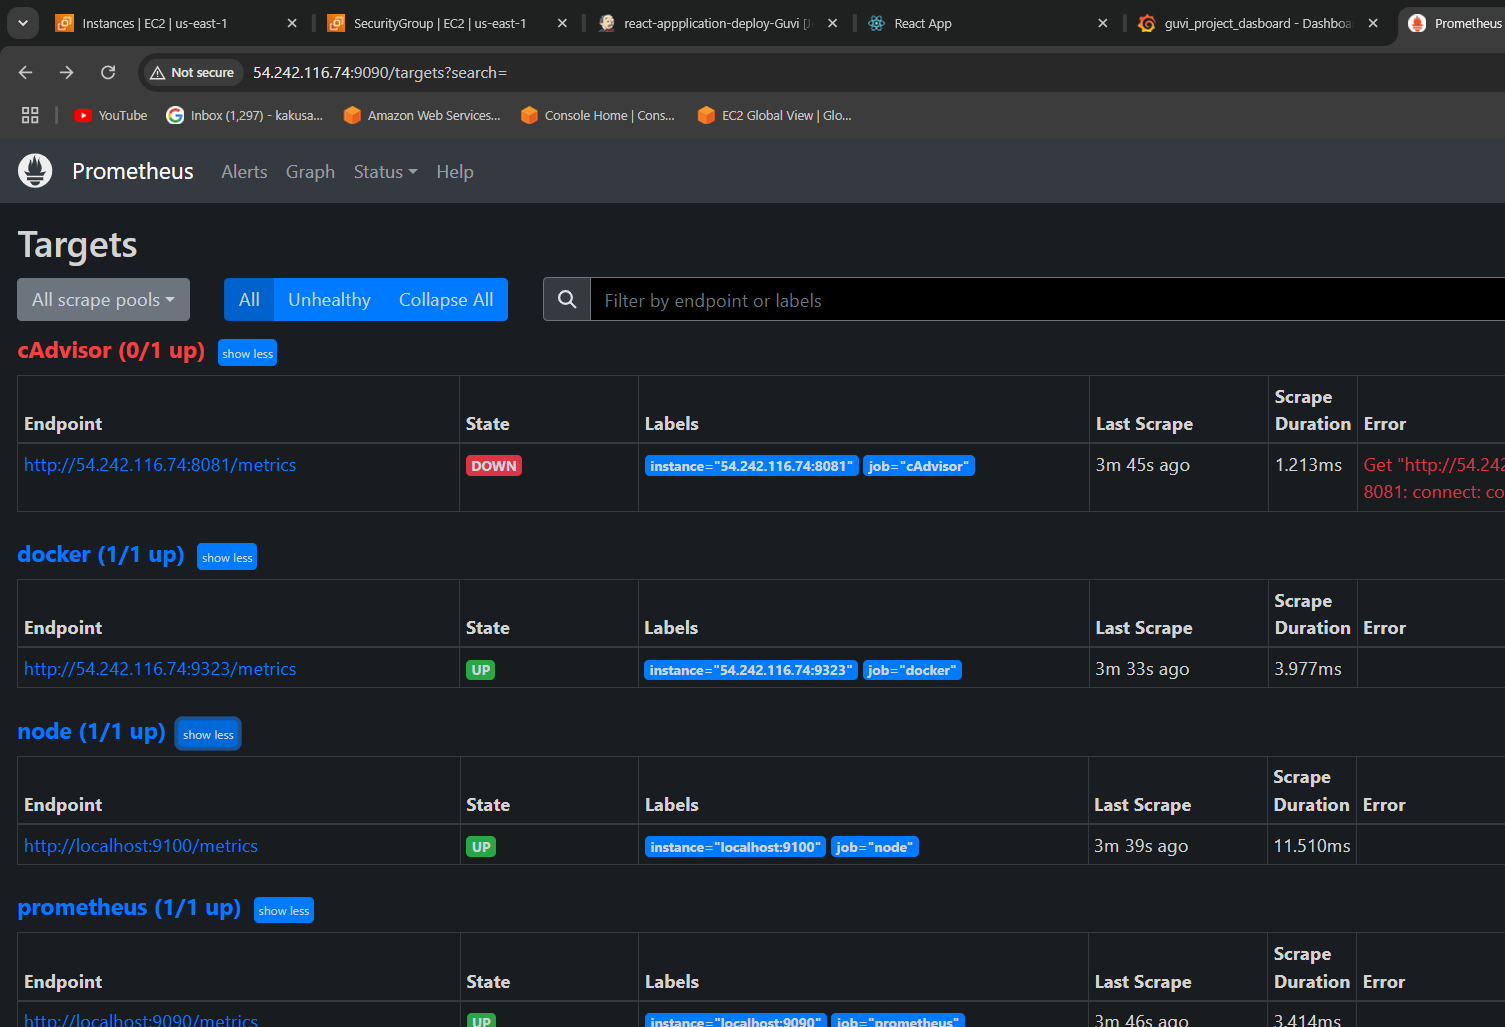 Instances | EC2 | us-east-1
SecurityGroup | EC2 | us-east-1
react-appplication-deploy-Guvi
React App
guvi_project_dasboard - Dashboa
Prometheus
Not secure
54.242.116.74:9090/targets?search=
YouTube
Inbox (1,297) - kakusa...
Amazon Web Services...
Console Home | Cons...
EC2 Global View | Glo...
Prometheus
Alerts
Graph
Status
Help
Targets
All scrape pools
All
Unhealthy
Collapse All
Filter by endpoint or labels
cAdvisor (0/1 up) show less
Endpoint State Labels Last Scrape Scrape Duration Error
http://54.242.116.74:8081/metrics DOWN instance="54.242.116.74:8081" job="cAdvisor" 3m 45s ago 1.213ms Get "http://54.242
8081: connect: co
docker (1/1 up) show less
Endpoint State Labels Last Scrape Scrape Duration Error
http://54.242.116.74:9323/metrics UP instance="54.242.116.74:9323" job="docker" 3m 33s ago 3.977ms
node (1/1 up) show less
Endpoint State Labels Last Scrape Scrape Duration Error
http://localhost:9100/metrics UP instance="localhost:9100" job="node" 3m 39s ago 11.510ms
prometheus (1/1 up) show less
Endpoint State Labels Last Scrape Scrape Duration Error
http://localhost:9090/metrics UP instance="localhost:9090" job="prometheus" 3m 46s ago 3.414ms